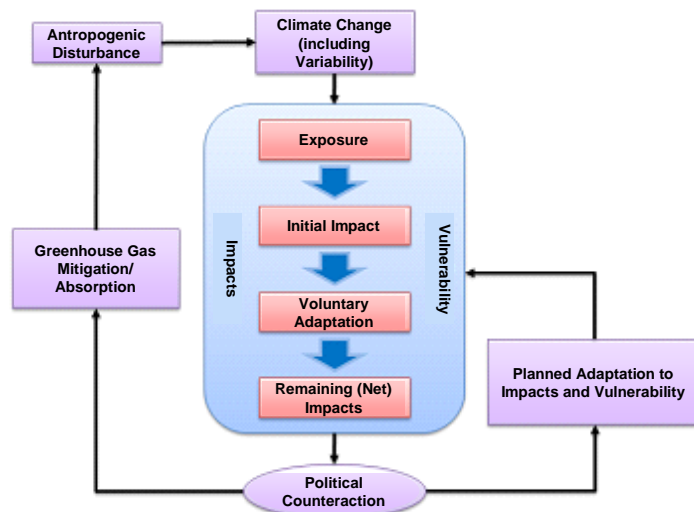 Antropogenic
Disturbance
Climate Change
(including
Variability)
Exposure
Initial Impact
Impacts
Vulnerability
Greenhouse Gas
Mitigation/
Absorption
Voluntary
Adaptation
Planned Adaptation to
Impacts and Vulnerability
Remaining (Net)
Impacts
Political
Counteraction